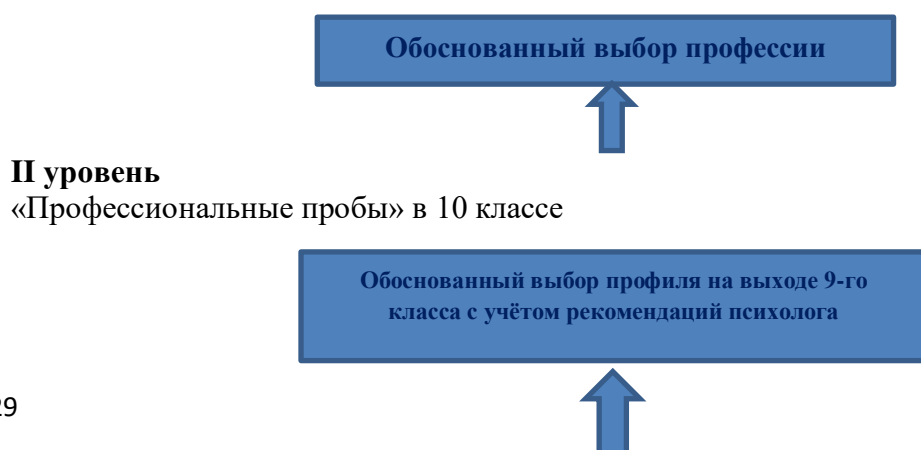 Обоснованный выбор профессии
II уровень
«Профессиональные пробы» в 10 классе
Обоснованный выбор профиля на выходе 9-го
класса с учётом рекомендаций психолога
29